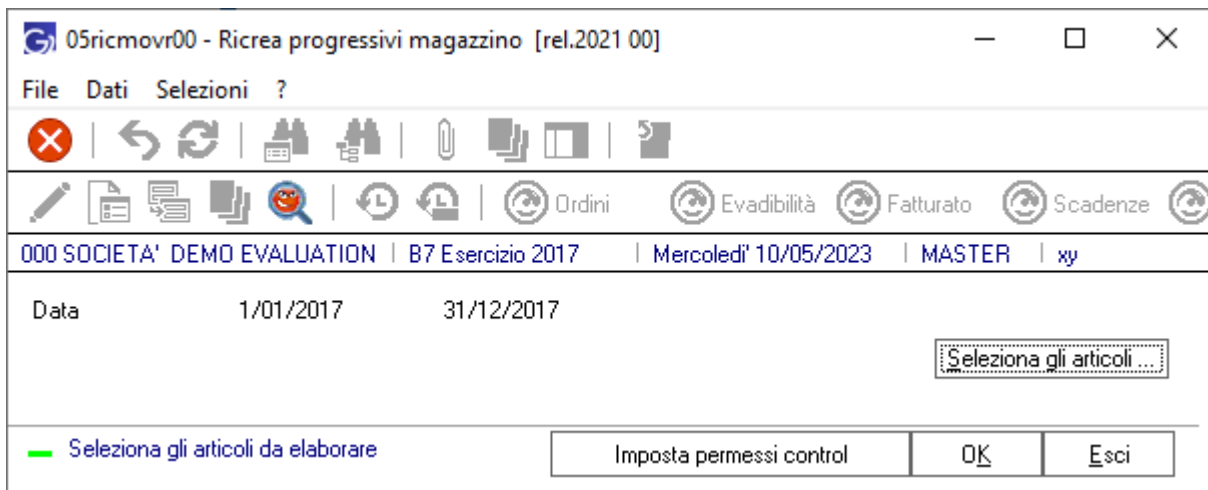 05ricmovr00 - Ricrea progressivi magazzino [rel.2021 00]
File Dati Selezioni ?
Ordini Evadibilità Fatturato Scadenze
000 SOCIETA' DEMO EVALUATION | B7 Esercizio 2017 | Mercoledi' 10/05/2023 | MASTER | xy
Data 1/01/2017 31/12/2017
Seleziona gli articoli ...
Seleziona gli articoli da elaborare Imposta permessi control OK Esci